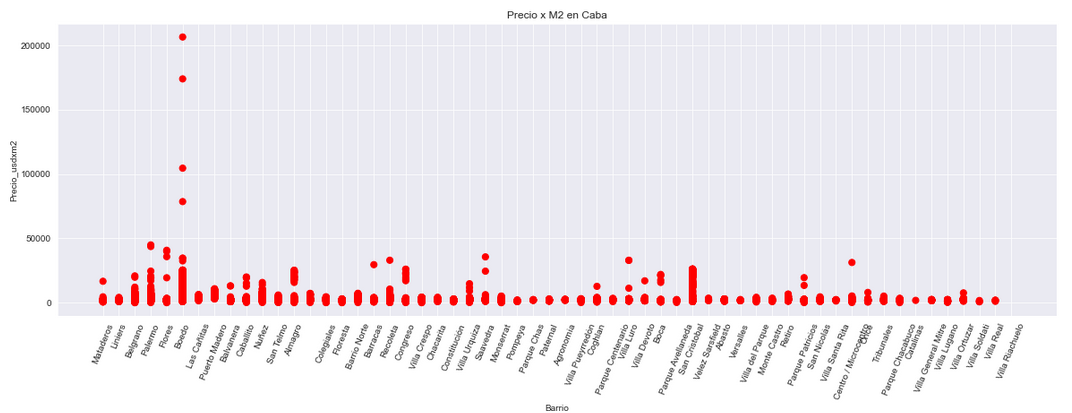 Precio x M2 en Caba
Precio_usdxm2
200000
150000
100000
50000
0
Mataderos
Liniers
Belgrano
Palermo
Flores
Boedo
Las Cañitas
Puerto Madero
Balvanera
Caballito
Nuñez
San Telmo
Almagro
Colegiales
Floresta
Barrio Norte
Barracas
Recoleta
Congreso
Villa Crespo
Chacarita
Constitución
Villa Urquiza
Saavedra
Monserrat
Pompeya
Parque Chas
Paternal
Agronomia
Villa Pueyrredón
Coghlan
Parque Centenario
Villa Luro
Villa Devoto
Boca
Parque Avellaneda
San Cristobal
Velez Sarsfield
Abasto
Versalles
Villa del Parque
Monte Castro
Retiro
Parque Patricios
San Nicolás
Villa Santa Rita
Centro / Microcentro
Once
Tribunales
Parque Chacabuco
Catalinas
Villa General Mitre
Villa Lugano
Villa Ortuzar
Villa Soldati
Villa Real
Villa Riachuelo
Barrio